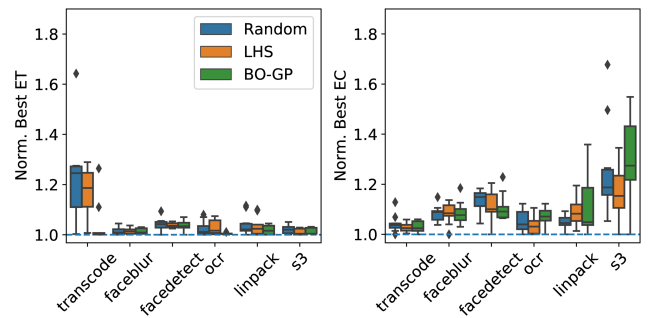 Norm. Best ET
1.8
1.6
1.4
1.2
1.0
Random
LHS
BO-GP
transcode
faceblur
facedetect
ocr
linpack
s3
Norm. Best EC
1.8
1.6
1.4
1.2
1.0
transcode
faceblur
facedetect
ocr
linpack
s3